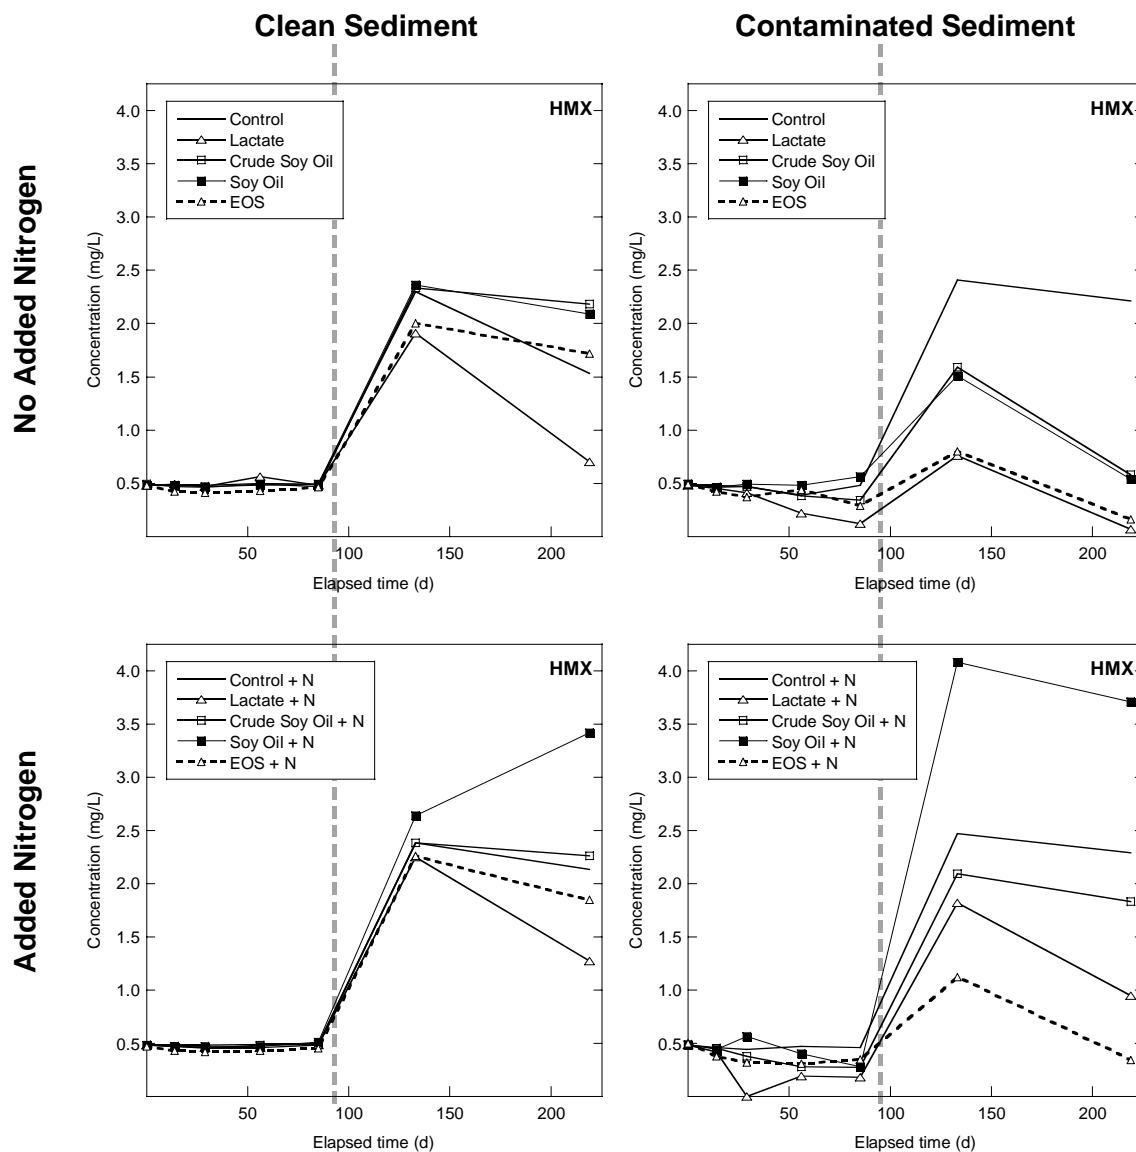 Clean Sediment
Contaminated Sediment
No Added Nitrogen
Concentration (mg/L)
4.0
3.5
3.0
2.5
2.0
1.5
1.0
0.5
HMX
Control
Lactate
Crude Soy Oil
Soy Oil
EOS
50 100 150 200
Elapsed time (d)
Concentration (mg/L)
4.0
3.5
3.0
2.5
2.0
1.5
1.0
0.5
HMX
Control
Lactate
Crude Soy Oil
Soy Oil
EOS
50 100 150 200
Elapsed time (d)
Added Nitrogen
Concentration (mg/L)
4.0
3.5
3.0
2.5
2.0
1.5
1.0
0.5
HMX
Control + N
Lactate + N
Crude Soy Oil + N
Soy Oil + N
EOS + N
50 100 150 200
Elapsed time (d)
Concentration (mg/L)
4.0
3.5
3.0
2.5
2.0
1.5
1.0
0.5
HMX
Control + N
Lactate + N
Crude Soy Oil + N
Soy Oil + N
EOS + N
50 100 150 200
Elapsed time (d)